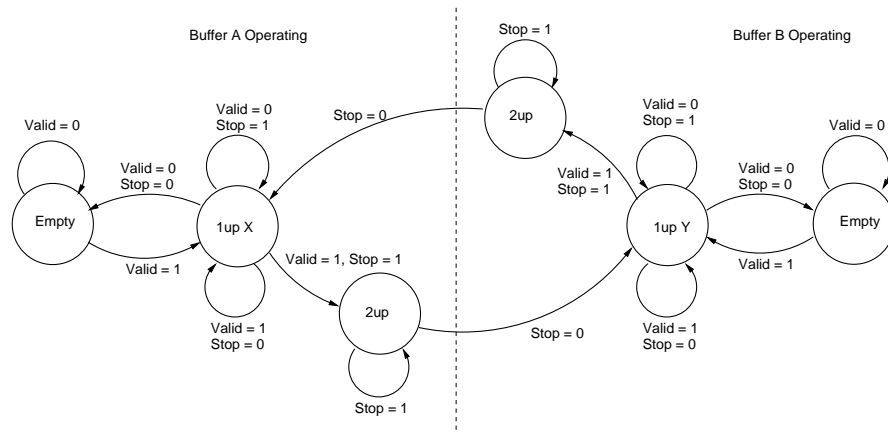 Buffer A Operating
Buffer B Operating
Stop = 1
2up
Stop = 0
Valid = 0
Valid = 0
Stop = 1
Valid = 0
Stop = 0
Empty
1up X
Valid = 1
Valid = 1
Stop = 0
Valid = 1, Stop = 1
2up
Stop = 1
Stop = 0
Valid = 1
Stop = 1
Valid = 0
Stop = 1
1up Y
Valid = 0
Stop = 0
Valid = 0
Empty
Valid = 1
Valid = 1
Stop = 0